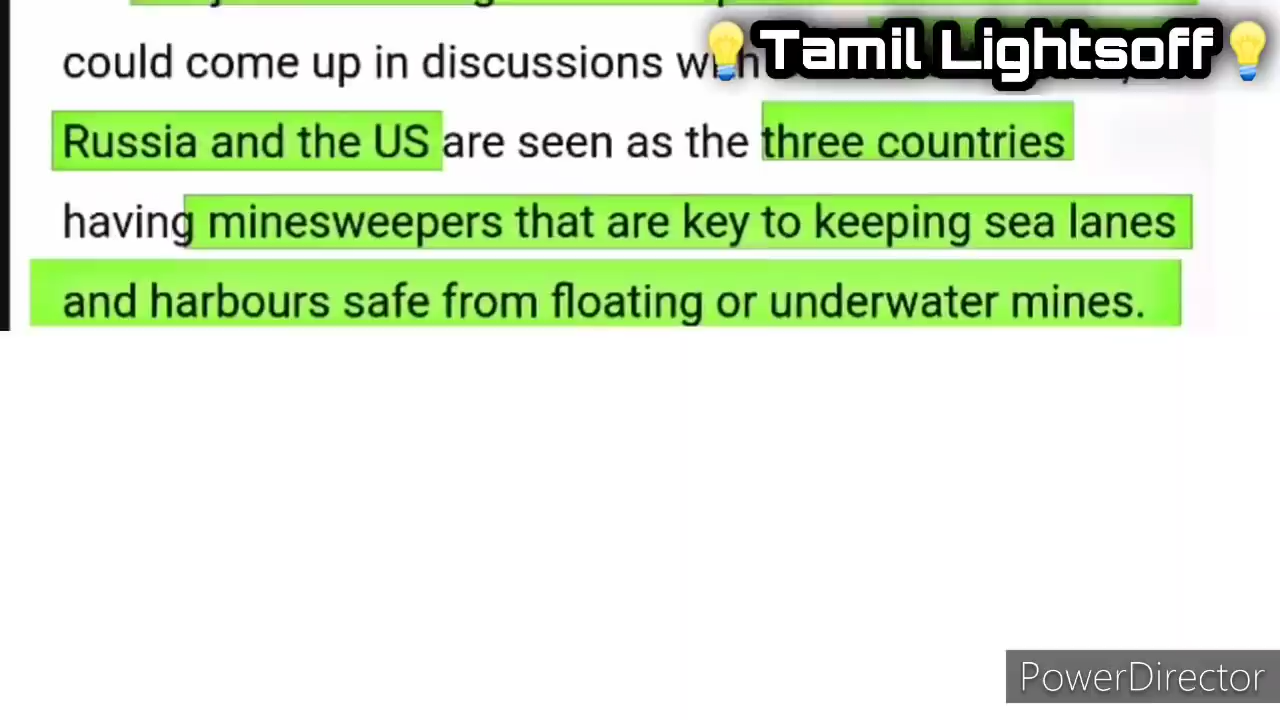 Tamil Lightsoff
could come up in discussions
Russia and the US are seen as the three countries
having minesweepers that are key to keeping sea lanes
and harbours safe from floating or underwater mines.
PowerDirector